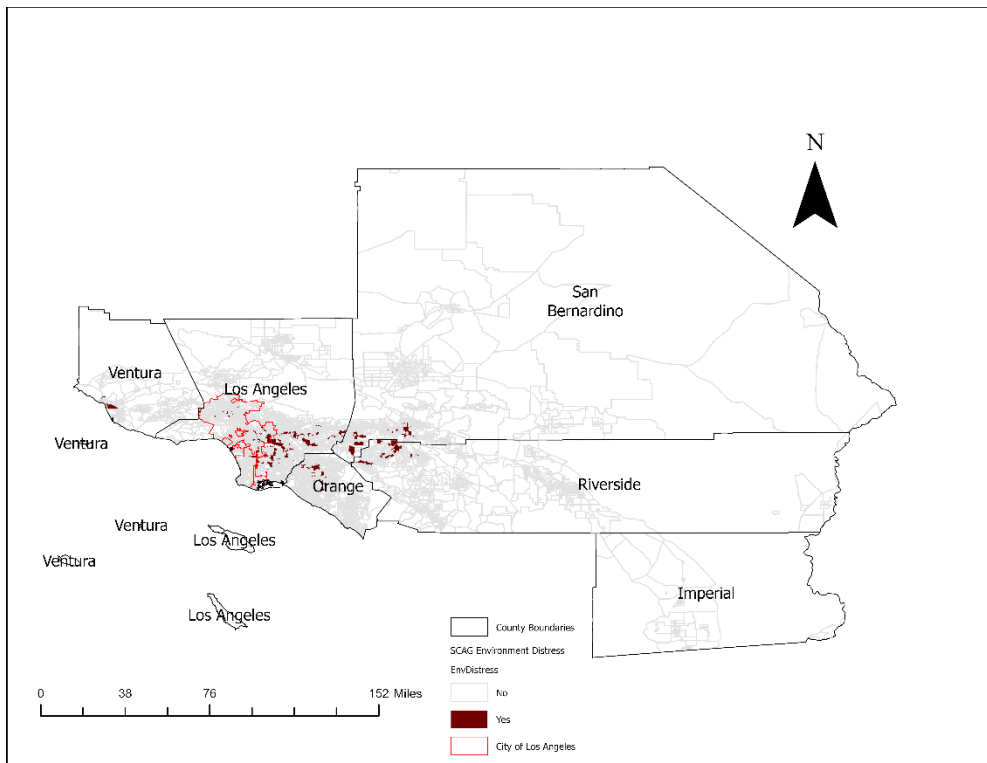 N
San
Bernardino
Ventura
Los Angeles
Ventura
Orange
Riverside
Ventura
Los Angeles
Ventura
Imperial
Los Angeles
County Boundaries
SCAG Environment Distress
EnvDistress
No
Yes
City of Los Angeles
0 38 76 152 Miles